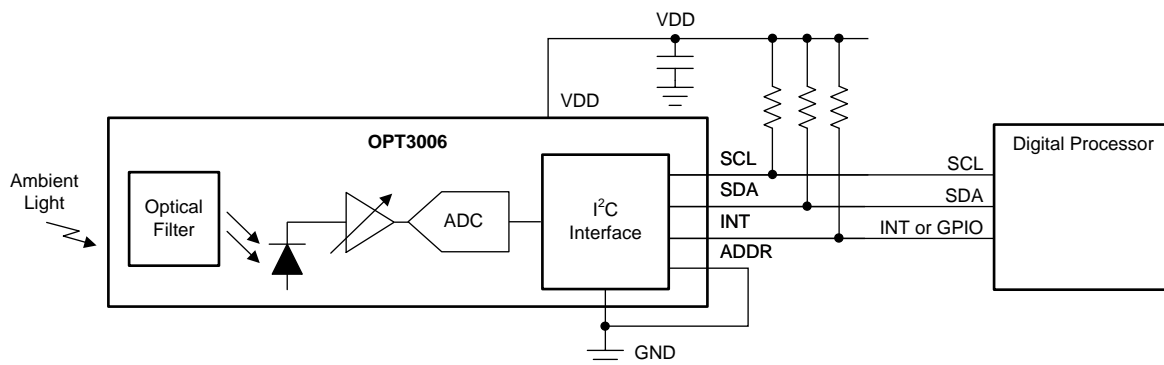 VDD
VDD
OPT3006
Digital Processor
SCL
SCL
Ambient
Light
Optical
Filter
ADC
I²C
Interface
SDA
SDA
INT
INT or GPIO
ADDR
GND